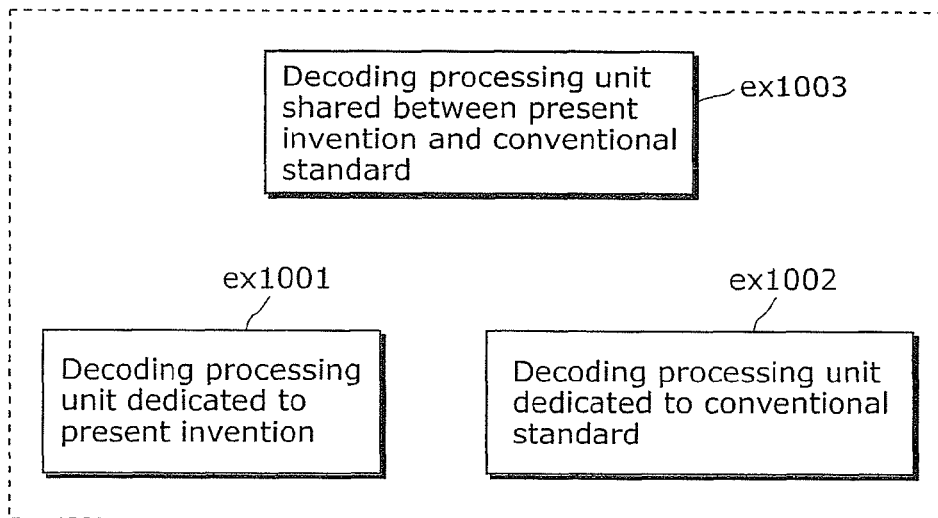 Decoding processing unit
shared between present
invention and conventional
standard
ex1003
ex1001
ex1002
Decoding processing
unit dedicated to
present invention
Decoding processing unit
dedicated to conventional
standard